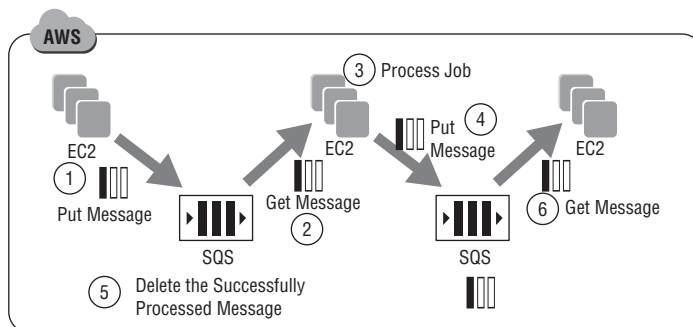 AWS
EC2
1
Put Message
SQS
5
Delete the Successfully
Processed Message
3
Process Job
EC2
Get Message
2
Put
Message
4
SQS
EC2
6
Get Message